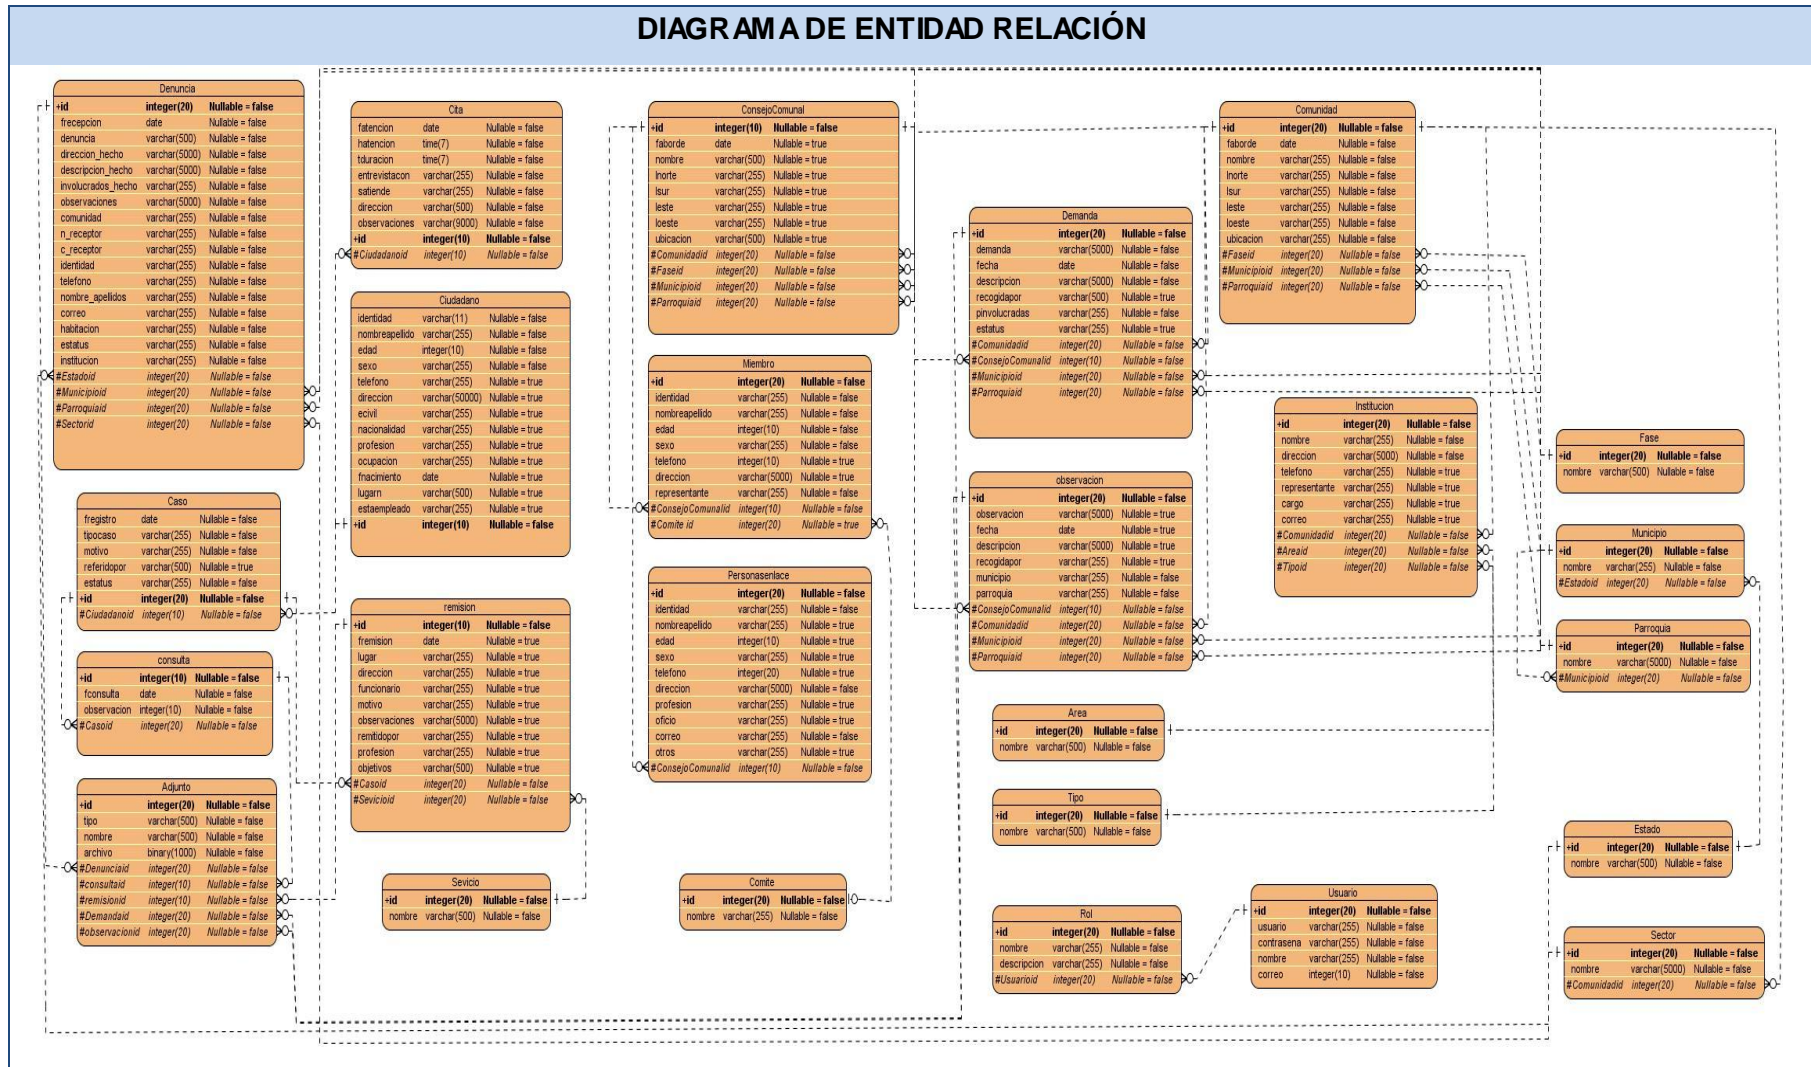 DIAGRAMA DE ENTIDAD RELACIÓN
Denuncia
+id integer(20) Nullable = false
frecepcion date Nullable = false
denuncia varchar(500) Nullable = false
direccion_hecho varchar(5000) Nullable = false
descripcion_hecho varchar(5000) Nullable = false
involucrados_hecho varchar(255) Nullable = false
observaciones varchar(5000) Nullable = false
comunidad varchar(255) Nullable = false
n_receptor varchar(255) Nullable = false
c_receptor varchar(255) Nullable = false
identidad varchar(255) Nullable = false
telefono varchar(255) Nullable = false
nombre_apellidos varchar(255) Nullable = false
correo varchar(255) Nullable = false
habitacion varchar(255) Nullable = false
estatus varchar(255) Nullable = false
institucion varchar(255) Nullable = false
#Estadoid integer(20) Nullable = false
#Municipioid integer(20) Nullable = false
#Parroquiaid integer(20) Nullable = false
#Sectorid integer(20) Nullable = false
Caso
fregistro date Nullable = false
tipocaso varchar(255) Nullable = false
motivo varchar(255) Nullable = false
referidopor varchar(500) Nullable = true
estatus varchar(255) Nullable = false
+id integer(20) Nullable = false
#Ciudadanoid integer(10) Nullable = false
consulta
+id integer(10) Nullable = false
fconsulta date Nullable = false
observacion integer(10) Nullable = false
#Casoid integer(20) Nullable = false
Adjunto
+id integer(20) Nullable = false
tipo varchar(500) Nullable = false
nombre varchar(500) Nullable = false
archivo binary(1000) Nullable = false
#Denunciaid integer(20) Nullable = false
#consultaid integer(10) Nullable = false
#remisionid integer(10) Nullable = false
#Demandaid integer(20) Nullable = false
#observacionid integer(20) Nullable = false
Cita
fatencion date Nullable = false
hatencion time(7) Nullable = false
tduracion time(7) Nullable = false
entrevistacon varchar(255) Nullable = false
satiende varchar(255) Nullable = false
direccion varchar(500) Nullable = false
observaciones varchar(9000) Nullable = false
+id integer(10) Nullable = false
#Ciudadanoid integer(10) Nullable = false
Ciudadano
identidad varchar(11) Nullable = false
nombreapellido varchar(255) Nullable = false
edad integer(10) Nullable = false
sexo varchar(255) Nullable = false
telefono varchar(255) Nullable = true
direccion varchar(50000) Nullable = true
ecivil varchar(255) Nullable = true
nacionalidad varchar(255) Nullable = true
profesion varchar(255) Nullable = true
ocupacion varchar(255) Nullable = true
fnacimiento date Nullable = true
lugarn varchar(500) Nullable = true
estaempleado varchar(255) Nullable = true
+id integer(10) Nullable = false
remision
+id integer(10) Nullable = false
fremision date Nullable = true
lugar varchar(255) Nullable = true
direccion varchar(255) Nullable = true
funcionario varchar(255) Nullable = true
motivo varchar(255) Nullable = true
observaciones varchar(5000) Nullable = true
remitidopor varchar(255) Nullable = true
profesion varchar(255) Nullable = true
objetivos varchar(500) Nullable = true
#Casoid integer(20) Nullable = false
#Sevicioid integer(20) Nullable = false
Sevicio
+id integer(20) Nullable = false
nombre varchar(500) Nullable = false
ConsejoComunal
+id integer(10) Nullable = false
faborde date Nullable = true
nombre varchar(500) Nullable = true
lnorte varchar(255) Nullable = true
lsur varchar(255) Nullable = true
leste varchar(255) Nullable = true
loeste varchar(255) Nullable = true
ubicacion varchar(500) Nullable = true
#Comunidadid integer(20) Nullable = false
#Faseid integer(20) Nullable = false
#Municipioid integer(20) Nullable = false
#Parroquiaid integer(20) Nullable = false
Miembro
+id integer(20) Nullable = false
identidad varchar(255) Nullable = false
nombreapellido varchar(255) Nullable = false
edad integer(10) Nullable = false
sexo varchar(255) Nullable = false
telefono integer(10) Nullable = true
direccion varchar(5000) Nullable = true
representante varchar(255) Nullable = false
#ConsejoComunalid integer(10) Nullable = false
#Comite id integer(20) Nullable = true
Personasenlace
+id integer(20) Nullable = false
identidad varchar(255) Nullable = false
nombreapellido varchar(255) Nullable = false
edad integer(10) Nullable = true
sexo varchar(255) Nullable = true
telefono integer(20) Nullable = true
direccion varchar(5000) Nullable = false
profesion varchar(255) Nullable = true
oficio varchar(255) Nullable = true
correo varchar(255) Nullable = false
otros varchar(255) Nullable = true
#ConsejoComunalid integer(10) Nullable = false
Comite
+id integer(20) Nullable = false
nombre varchar(255) Nullable = false
Demanda
+id integer(20) Nullable = false
demanda varchar(5000) Nullable = false
fecha date Nullable = false
descripcion varchar(5000) Nullable = false
recogidapor varchar(500) Nullable = true
pinvolucradas varchar(255) Nullable = false
estatus varchar(255) Nullable = true
#Comunidadid integer(20) Nullable = false
#ConsejoComunalid integer(10) Nullable = false
#Municipioid integer(20) Nullable = false
#Parroquiaid integer(20) Nullable = false
observacion
+id integer(20) Nullable = false
observacion varchar(5000) Nullable = true
fecha date Nullable = true
descripcion varchar(5000) Nullable = true
recogidapor varchar(255) Nullable = true
municipio varchar(255) Nullable = false
parroquia varchar(255) Nullable = false
#ConsejoComunalid integer(10) Nullable = false
#Comunidadid integer(20) Nullable = false
#Municipioid integer(20) Nullable = false
#Parroquiaid integer(20) Nullable = false
Area
+id integer(20) Nullable = false
nombre varchar(500) Nullable = false
Tipo
+id integer(20) Nullable = false
nombre varchar(500) Nullable = false
Rol
+id integer(20) Nullable = false
nombre varchar(255) Nullable = false
descripcion varchar(255) Nullable = false
#Usuarioid integer(20) Nullable = false
Comunidad
+id integer(20) Nullable = false
faborde date Nullable = false
nombre varchar(255) Nullable = false
lnorte varchar(255) Nullable = false
lsur varchar(255) Nullable = false
leste varchar(255) Nullable = false
loeste varchar(255) Nullable = false
ubicacion varchar(255) Nullable = false
#Faseid integer(20) Nullable = false
#Municipioid integer(20) Nullable = false
#Parroquiaid integer(20) Nullable = false
Institucion
+id integer(20) Nullable = false
nombre varchar(255) Nullable = false
direccion varchar(5000) Nullable = false
telefono varchar(255) Nullable = true
representante varchar(255) Nullable = true
cargo varchar(255) Nullable = true
correo varchar(255) Nullable = true
#Comunidadid integer(20) Nullable = false
#Areaid integer(20) Nullable = false
#Tipoid integer(20) Nullable = false
Usuario
+id integer(20) Nullable = false
usuario varchar(255) Nullable = false
contrasena varchar(255) Nullable = false
nombre varchar(255) Nullable = false
correo integer(10) Nullable = false
Fase
+id integer(20) Nullable = false
nombre varchar(500) Nullable = false
Municipio
+id integer(20) Nullable = false
nombre varchar(255) Nullable = false
#Estadoid integer(20) Nullable = false
Parroquia
+id integer(20) Nullable = false
nombre varchar(5000) Nullable = false
#Municipioid integer(20) Nullable = false
Estado
+id integer(20) Nullable = false
nombre varchar(500) Nullable = false
Sector
+id integer(20) Nullable = false
nombre varchar(5000) Nullable = false
#Comunidadid integer(20) Nullable = false